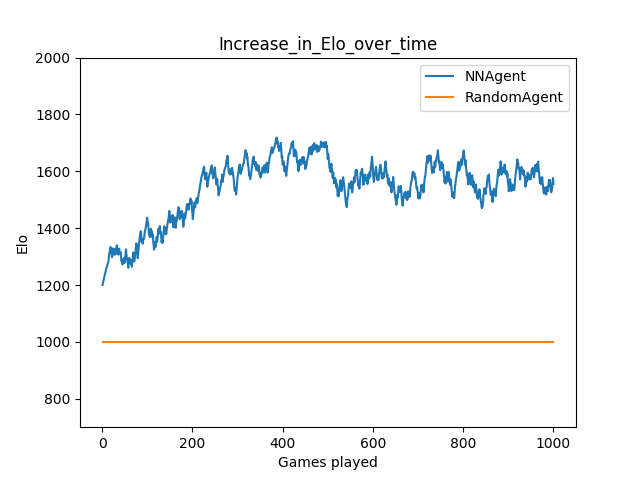 Increase_in_Elo_over_time
NNAgent
RandomAgent
2000
1800
1600
1400
1200
1000
800
Elo
0 200 400 600 800 1000
Games played